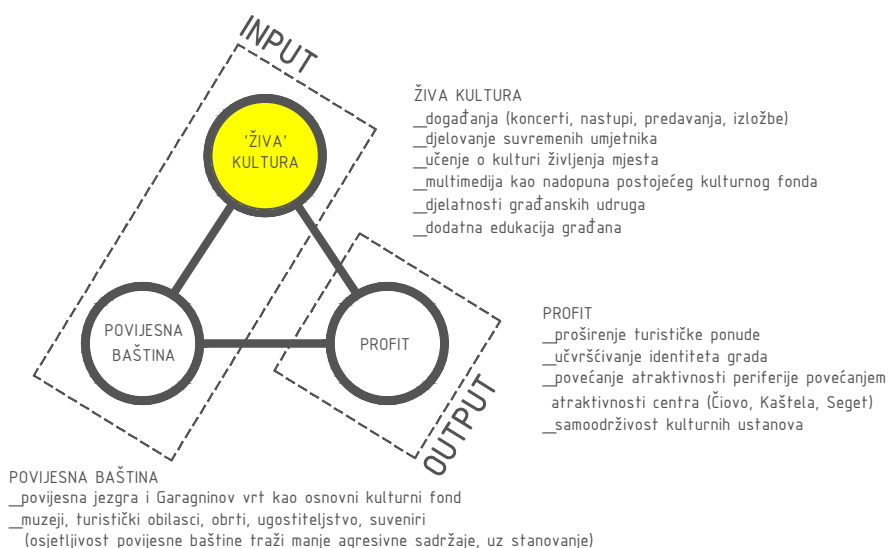 INPUT
'ŽIVA'
KULTURA
ŽIVA KULTURA
__događanja (koncerti, nastupi, predavanja, izložbe)
__djelovanje suvremenih umjetnika
__učenje o kulturi življenja mjesta
__multimedija kao nadopuna postojećeg kulturnog fonda
__djelatnosti građanskih udruga
__dodatna edukacija građana
POVIJESNA
BAŠTINA
PROFIT
OUTPUT
PROFIT
__proširenje turističke ponude
__učvršćivanje identiteta grada
__povećanje atraktivnosti periferije povećanjem
atraktivnosti centra (Čiovo, Kaštela, Seget)
__samoodrživost kulturnih ustanova
POVIJESNA BAŠTINA
__povijesna jezgra i Garagninov vrt kao osnovni kulturni fond
__muzeji, turistički obilasci, obrti, ugostiteljstvo, suveniri
(osjetljivost povijesne baštine traži manje agresivne sadržaje, uz stanovanje)